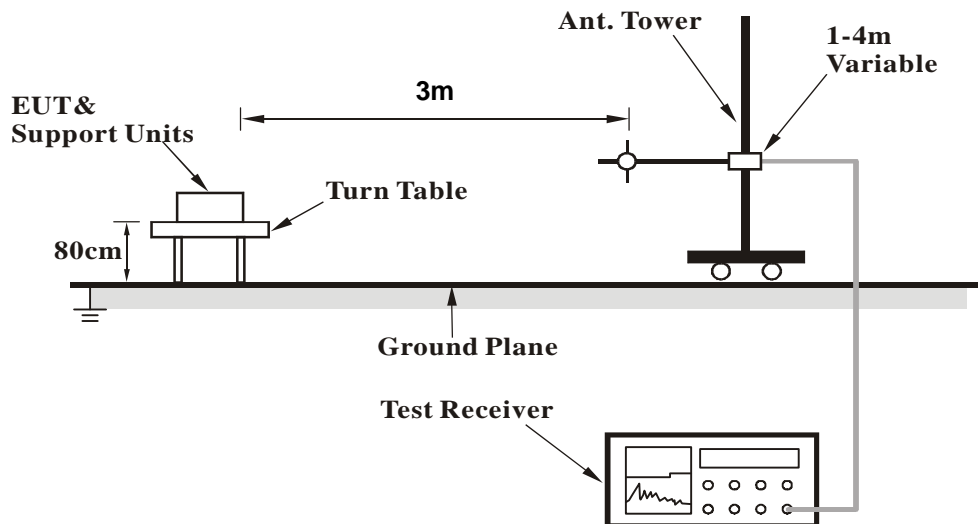 Ant. Tower
1-4m
Variable
3m
EUT&
Support Units
Turn Table
80cm
Ground Plane
Test Receiver